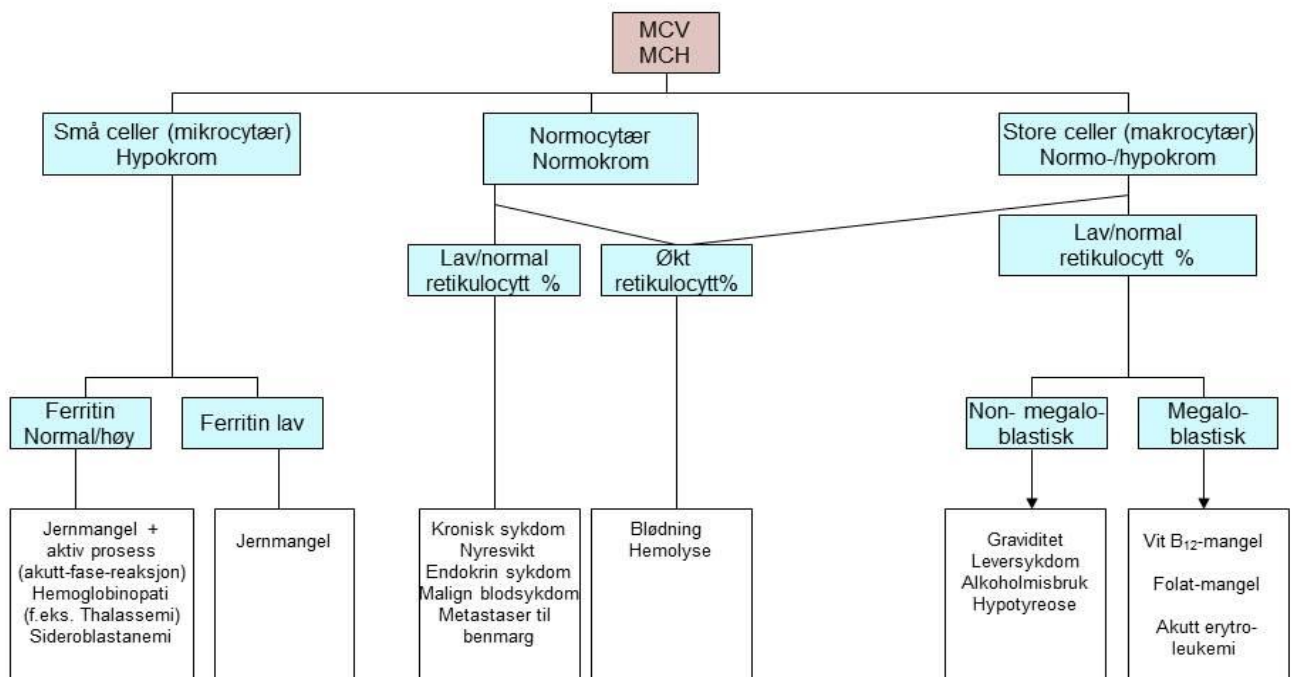 MCV
MCH
Små celler (mikrocytær)
Hypokrom
Normocytær
Normokrom
Store celler (makrocytær)
Normo-/hypokrom
Lav/normal
retikulocytt %
Økt
retikulocytt%
Lav/normal
retikulocytt %
Ferritin
Normal/høy
Ferritin lav
Non- megalo-
blastisk
Megalo-
blastisk
Jernmangel +
aktiv prosess
(akutt-fase-reaksjon)
Hemoglobinopati
(f.eks. Thalassemi)
Sideroblastanemi
Jernmangel
Kronisk sykdom
Nyresvikt
Endokrin sykdom
Malign blodsykdom
Metastaser til
benmarg
Blødning
Hemolyse
Graviditet
Leversykdom
Alkoholmisbruk
Hypotyreose
Vit B₁₂-mangel
Folat-mangel
Akutt erytro-
leukemi